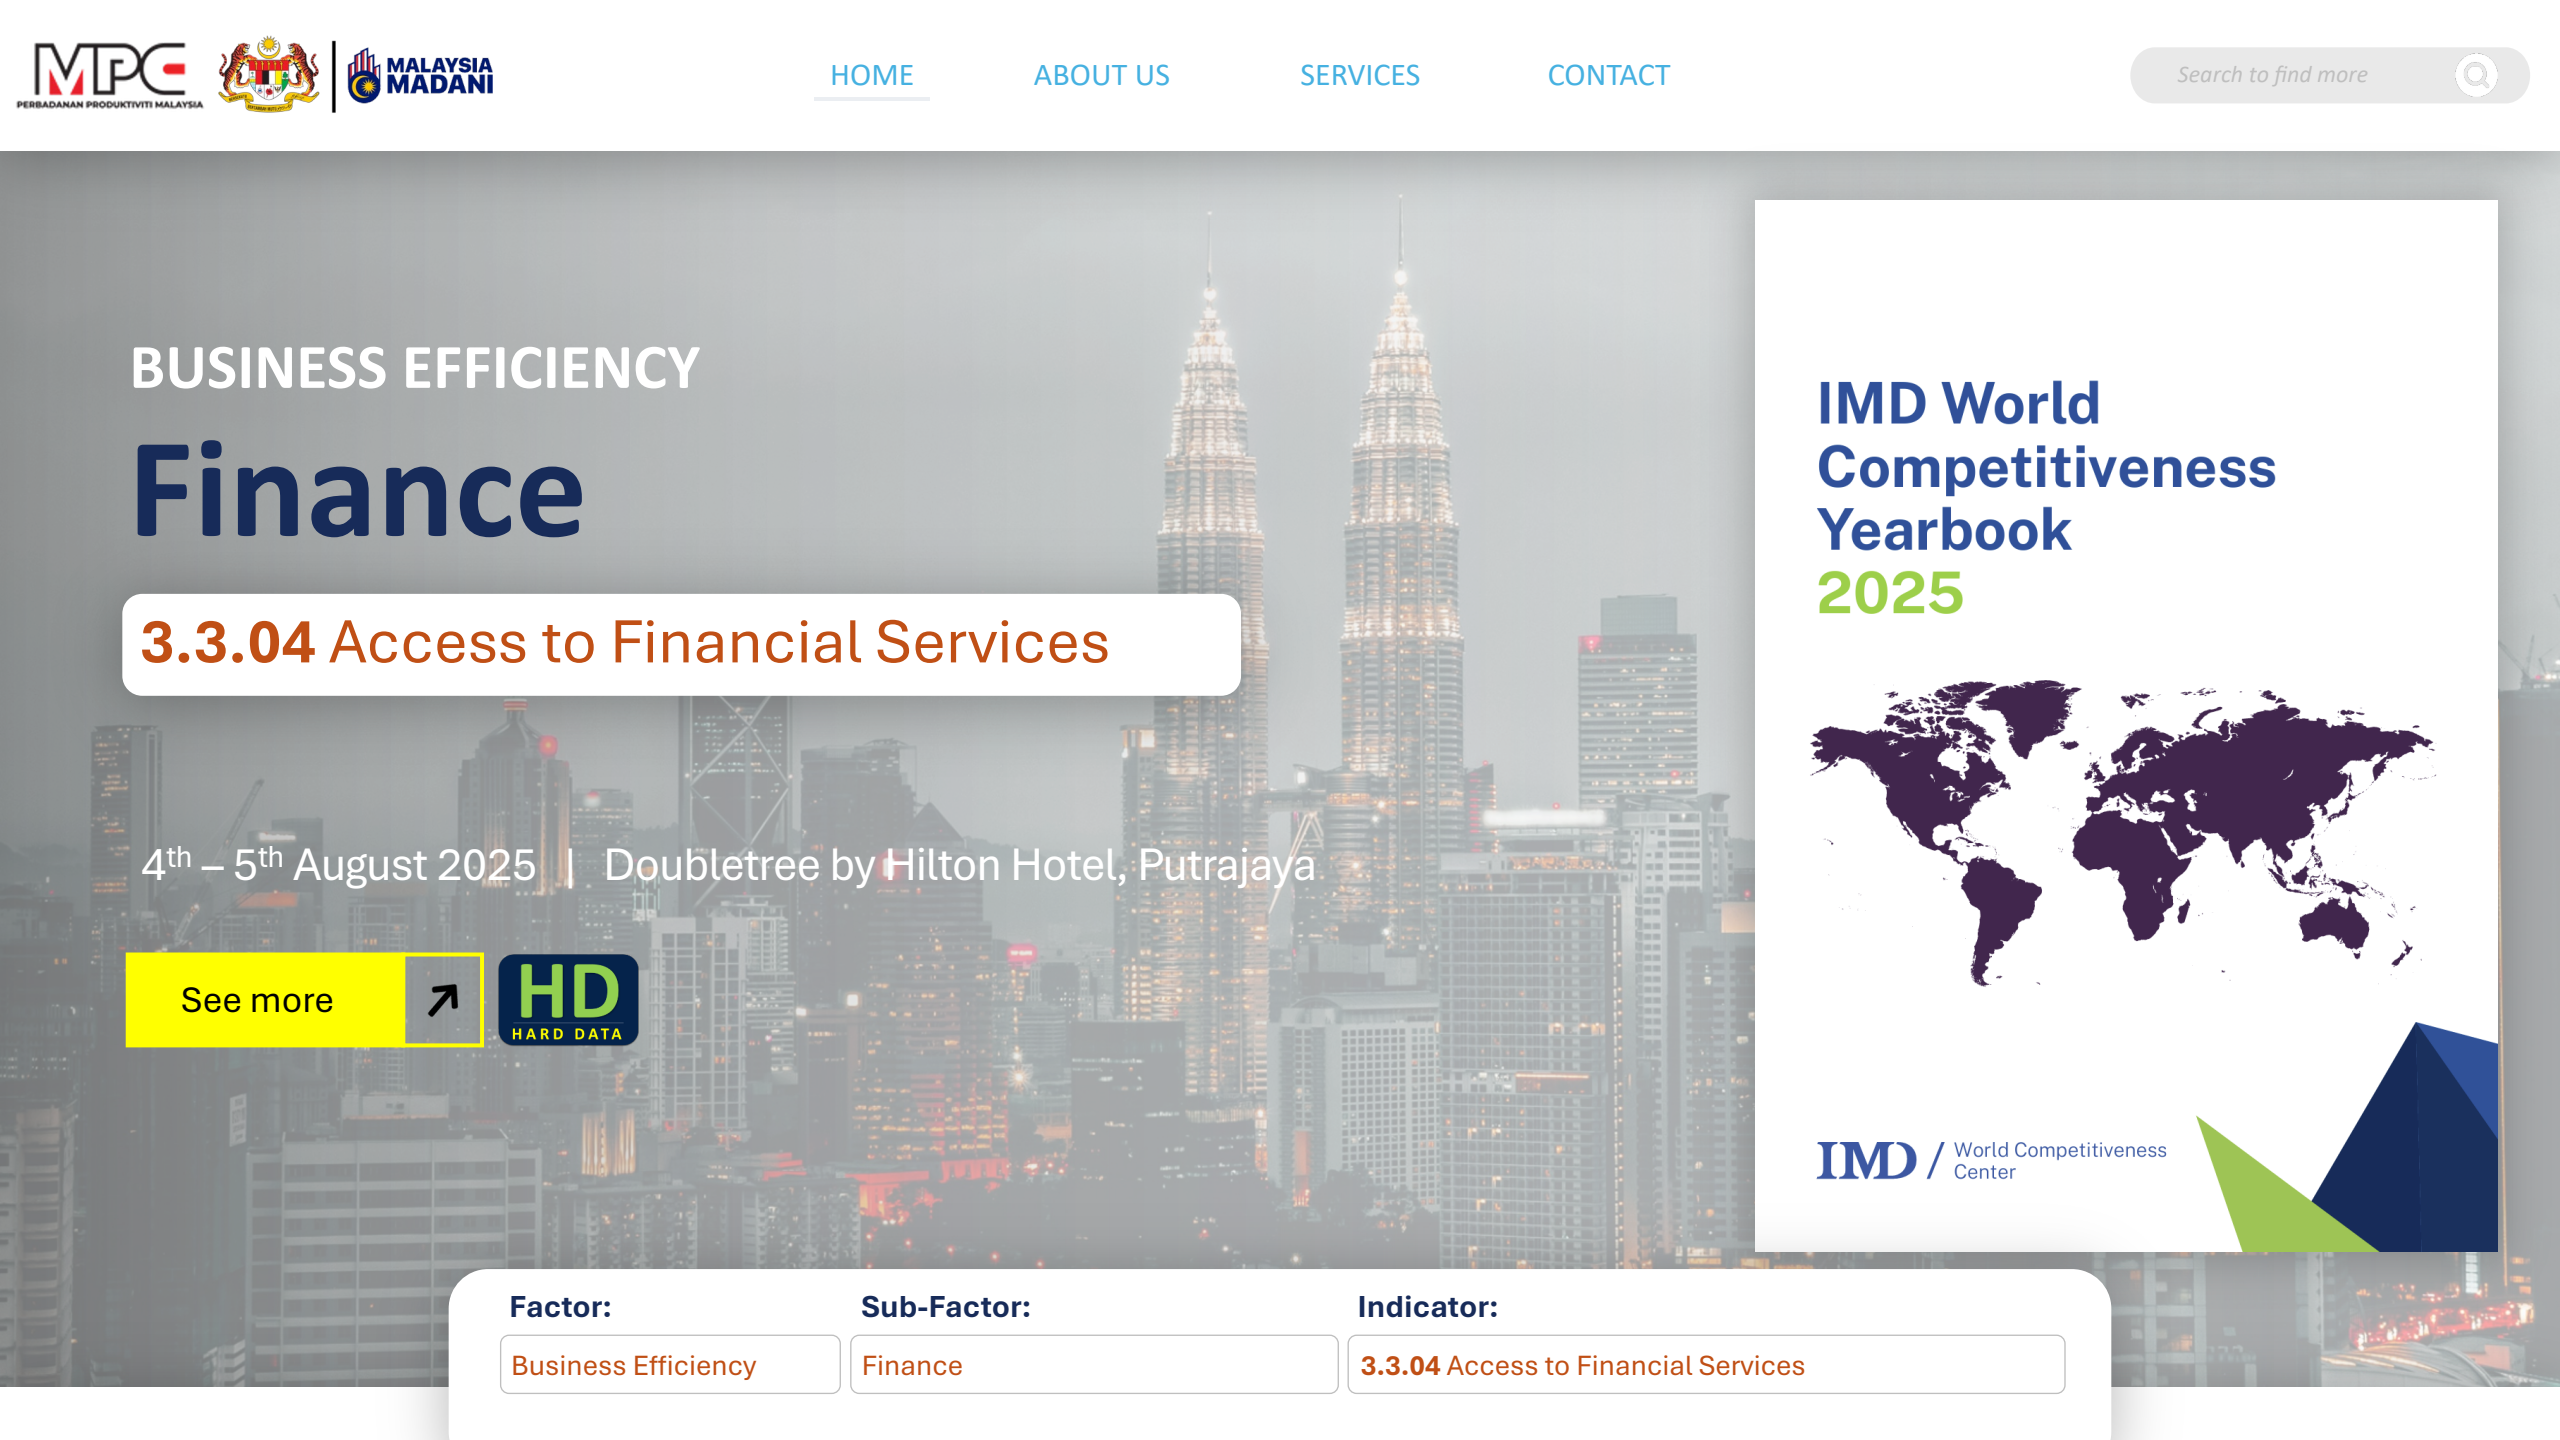 MPC
PERBADANAN PRODUKTIVITI MALAYSIA
MALAYSIA
MADANI
HOME
ABOUT US
SERVICES
CONTACT
Search to find more
BUSINESS EFFICIENCY
Finance
3.3.04 Access to Financial Services
4th – 5th August 2025 | Doubletree by Hilton Hotel, Putrajaya
See more
HD
HARD DATA
IMD World
Competitiveness
Yearbook
2025
IMD / World Competitiveness
Center
Factor:
Sub-Factor:
Indicator:
Business Efficiency
Finance
3.3.04 Access to Financial Services